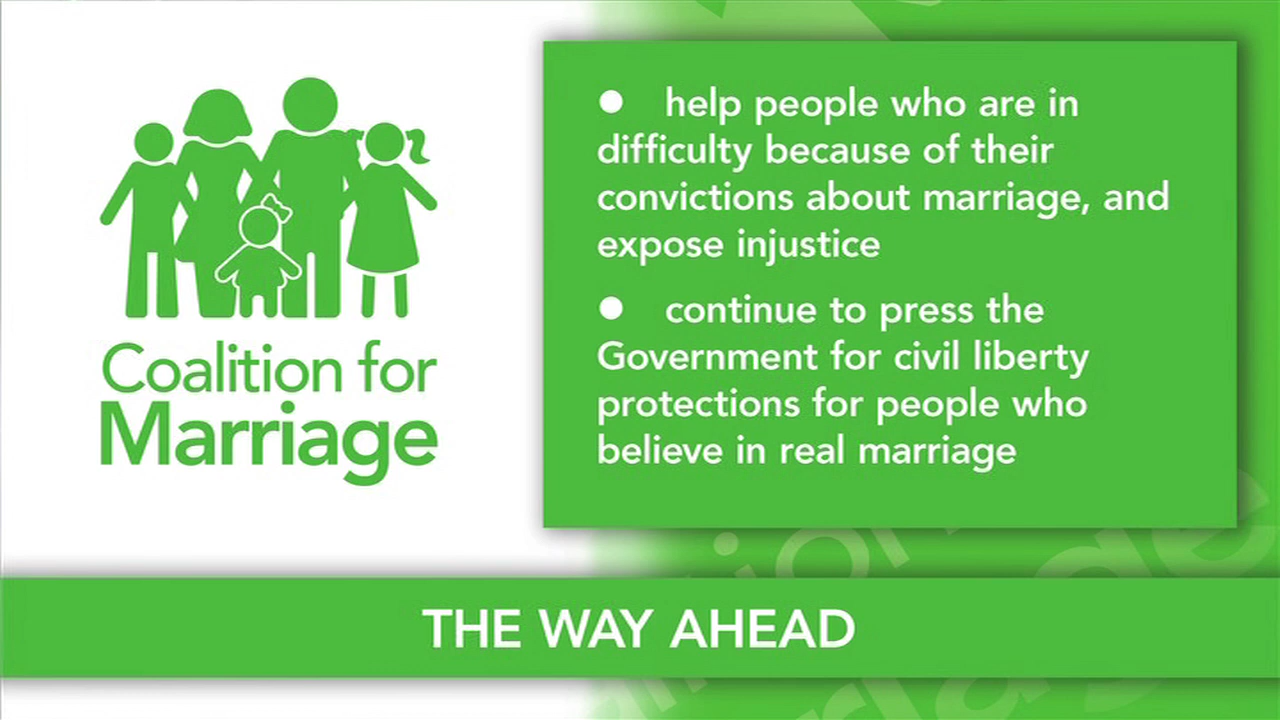 Coalition for
Marriage
● help people who are in
difficulty because of their
convictions about marriage, and
expose injustice
● continue to press the
Government for civil liberty
protections for people who
believe in real marriage
THE WAY AHEAD